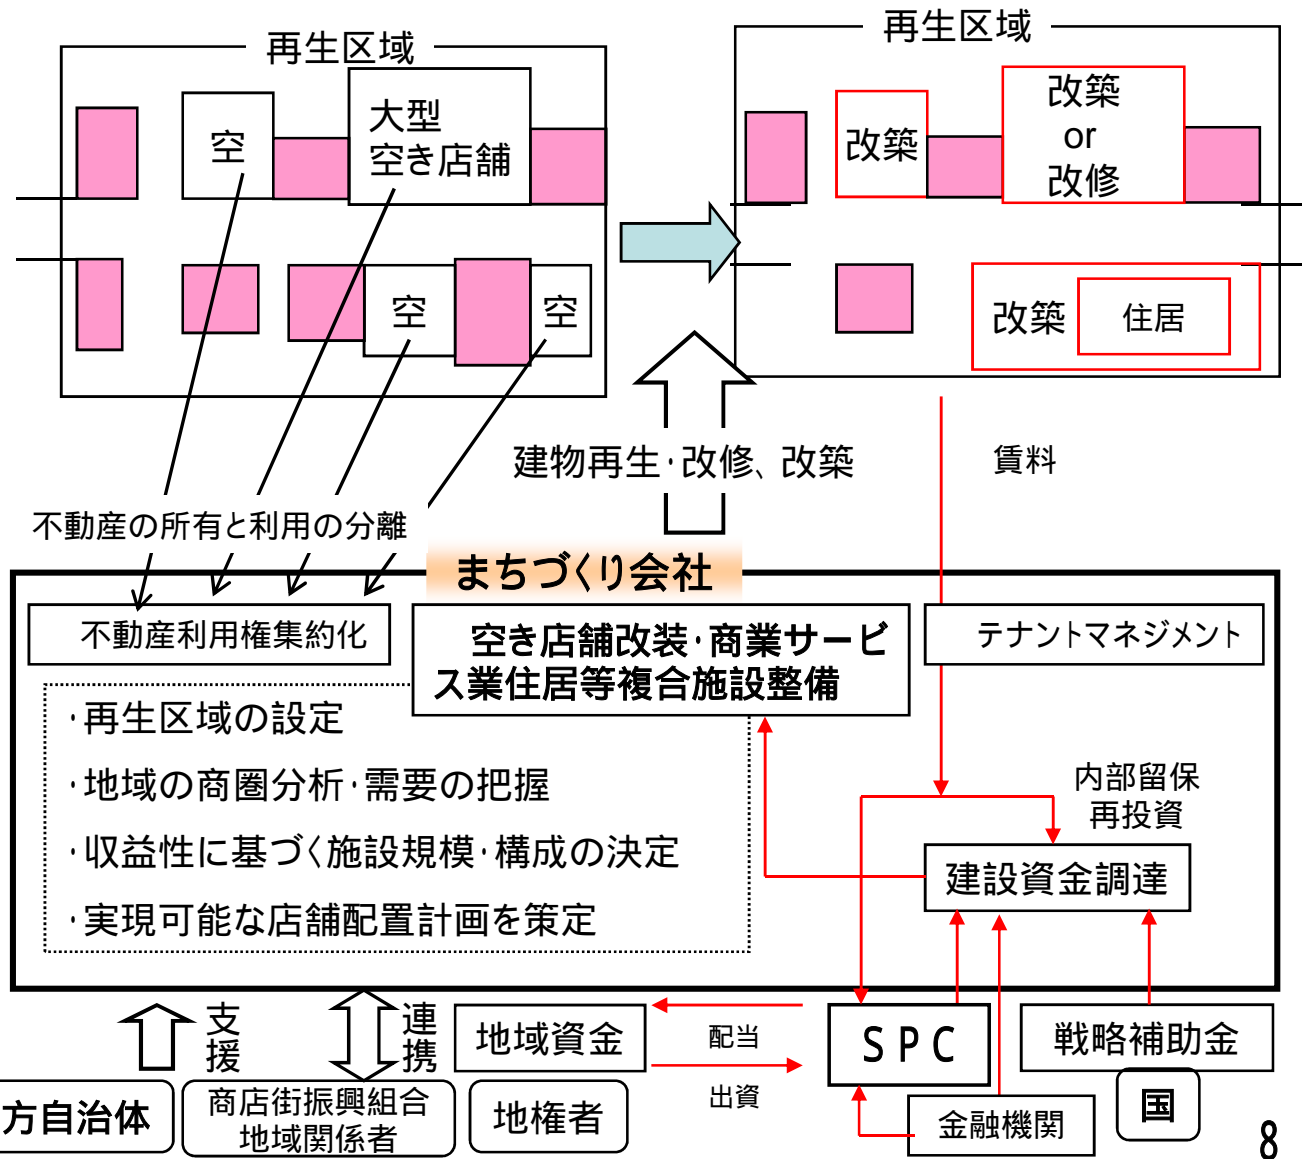 再生区域
再生区域
空
大型
空き店舗
改築
改築
or
改修
空
空
改築
住居
建物再生・改修、改築
賃料
不動産の所有と利用の分離
まちづくり会社
不動産利用権集約化
空き店舗改装・商業サービ
ス業住居等複合施設整備
テナントマネジメント
・再生区域の設定
・地域の商圏分析・需要の把握
・収益性に基づく施設規模・構成の決定
・実現可能な店舗配置計画を策定
内部留保
再投資
建設資金調達
支援
連携
地域資金
配当
出資
SPC
戦略補助金
方自治体
商店街振興組合
地域関係者
地権者
金融機関
国
8